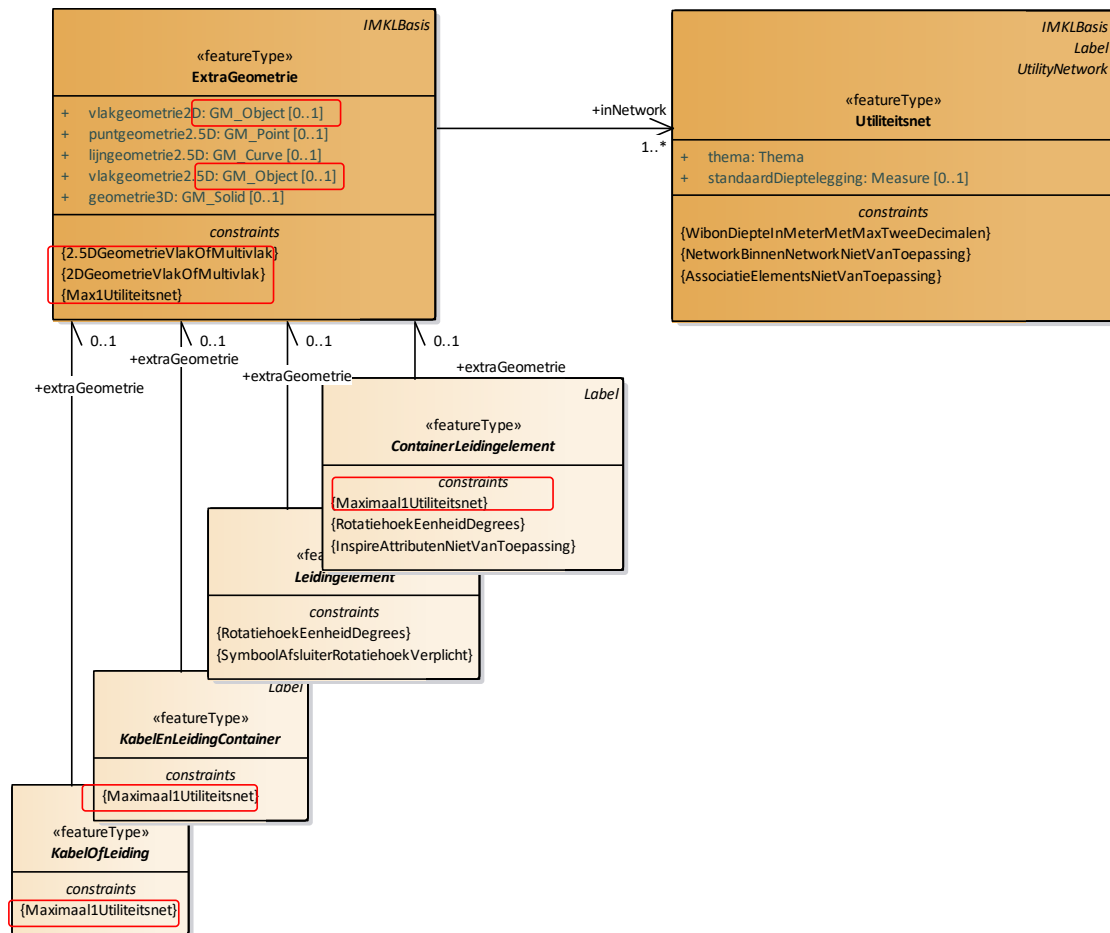 IMKLBasis
«featureType»
ExtraGeometrie
+ vlakgeometrie2D: GM_Object [0..1]
+ puntgeometrie2.5D: GM_Point [0..1]
+ lijngeometrie2.5D: GM_Curve [0..1]
+ vlakgeometrie2.5D: GM_Object [0..1]
+ geometrie3D: GM_Solid [0..1]
constraints
{2.5DGeometrieVlakOfMultivlak}
{2DGeometrieVlakOfMultivlak}
{Max1Utiliteitsnet}
+inNetwork
1..*
IMKLBasis
Label
UtilityNetwork
«featureType»
Utiliteitsnet
+ thema: Thema
+ standaardDieptelegging: Measure [0..1]
constraints
{WibonDiepteInMeterMetMaxTweeDecimalen}
{NetworkBinnenNetworkNietVanToepassing}
{AssociatieElementsNietVanToepassing}
0..1
0..1
0..1
0..1
+extraGeometrie
+extraGeometrie
+extraGeometrie
+extraGeometrie
Label
«featureType»
ContainerLeidingelement
constraints
{Maximaal1Utiliteitsnet}
{RotatiehoekEenheidDegrees}
{InspireAttributenNietVanToepassing}
«fea
Leidingelement
constraints
{RotatiehoekEenheidDegrees}
{SymboolAfsluiterRotatiehoekVerplicht}
Label
«featureType»
KabelEnLeidingContainer
constraints
{Maximaal1Utiliteitsnet}
«featureType»
KabelOfLeiding
constraints
{Maximaal1Utiliteitsnet}